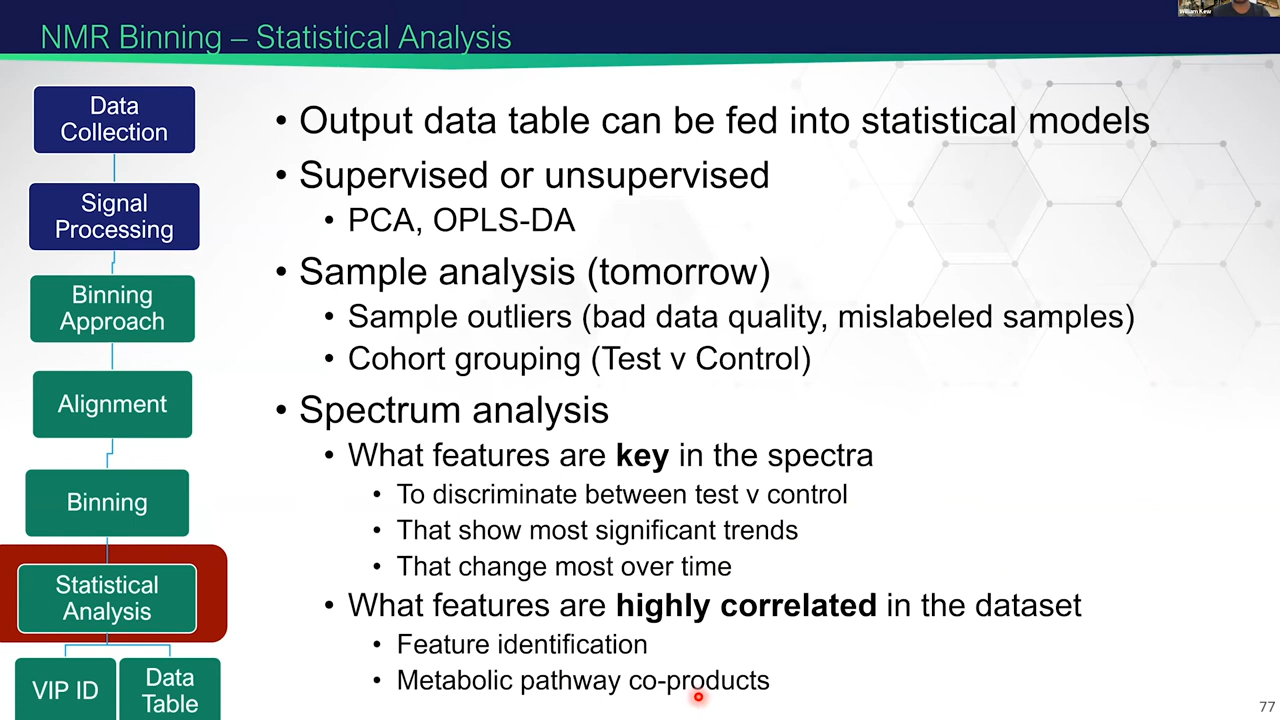 NMR Binning – Statistical Analysis
William Kew
Data
Collection
Signal
Processing
Binning
Approach
Alignment
Binning
Statistical
Analysis
VIP ID
Data
Table
• Output data table can be fed into statistical models
• Supervised or unsupervised
• PCA, OPLS-DA
• Sample analysis (tomorrow)
• Sample outliers (bad data quality, mislabeled samples)
• Cohort grouping (Test v Control)
• Spectrum analysis
• What features are key in the spectra
• To discriminate between test v control
• That show most significant trends
• That change most over time
• What features are highly correlated in the dataset
• Feature identification
• Metabolic pathway co-products
77